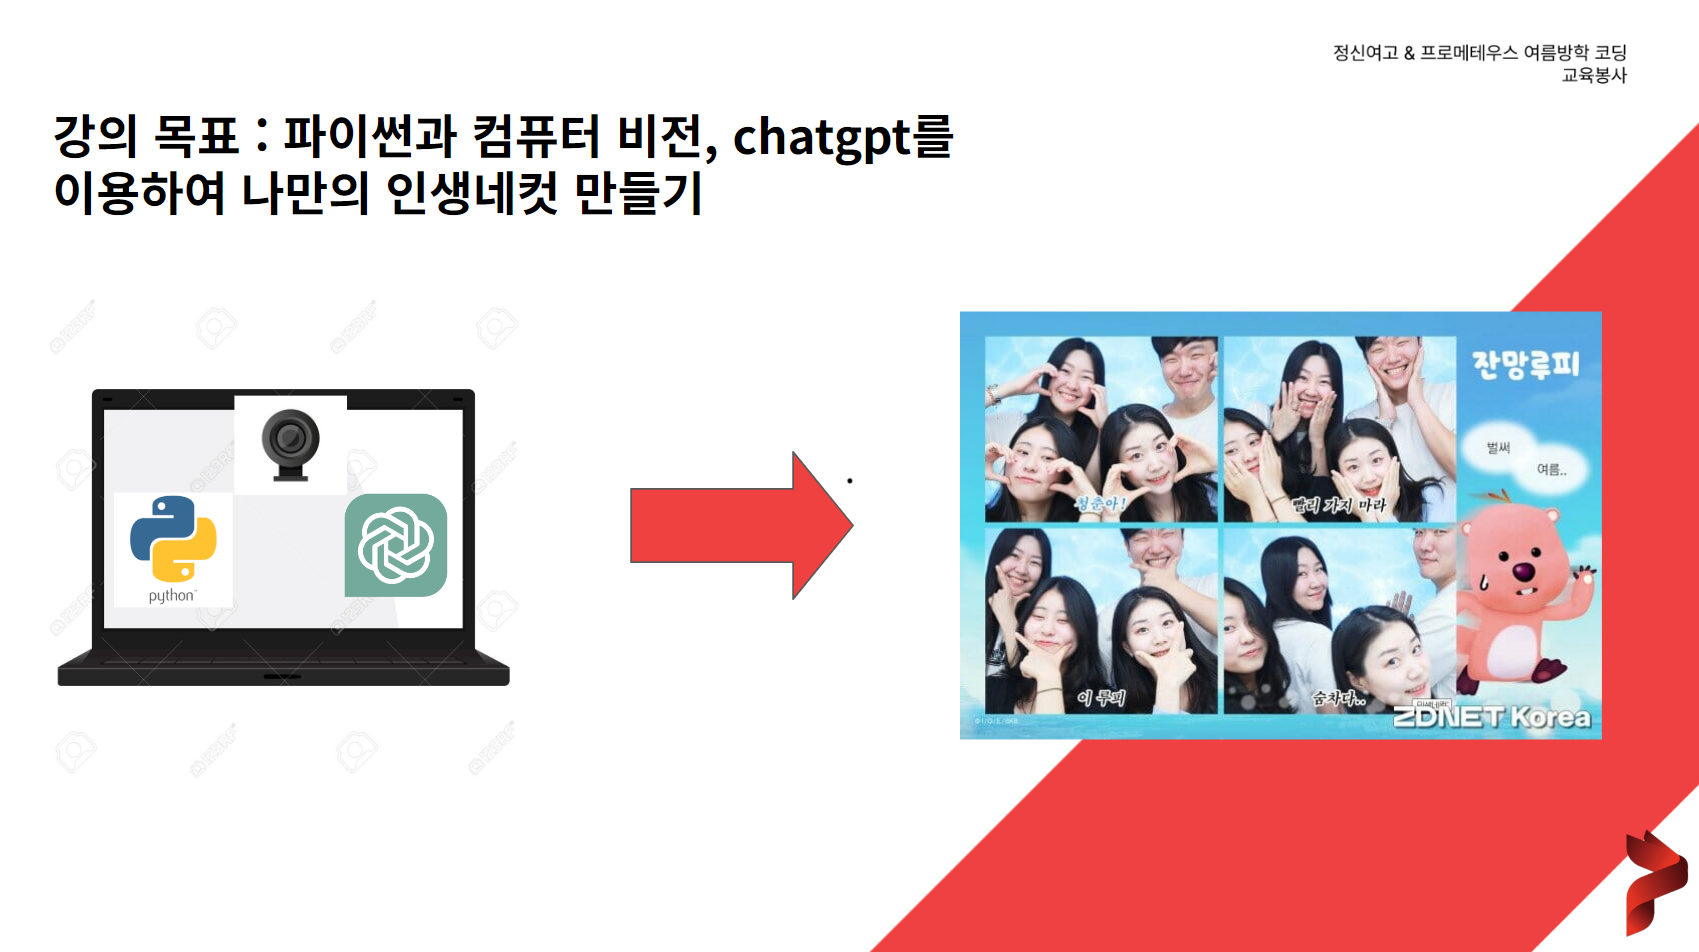 정신여고 & 프로메테우스 여름방학 코딩
교육봉사
강의 목표 : 파이썬과 컴퓨터 비전, chatgpt를
이용하여 나만의 인생네컷 만들기
python
잔망루피
벌써
여름..
청춘아!
빨리 가지 마라
이 루피
숨차다..
ZDNET Korea